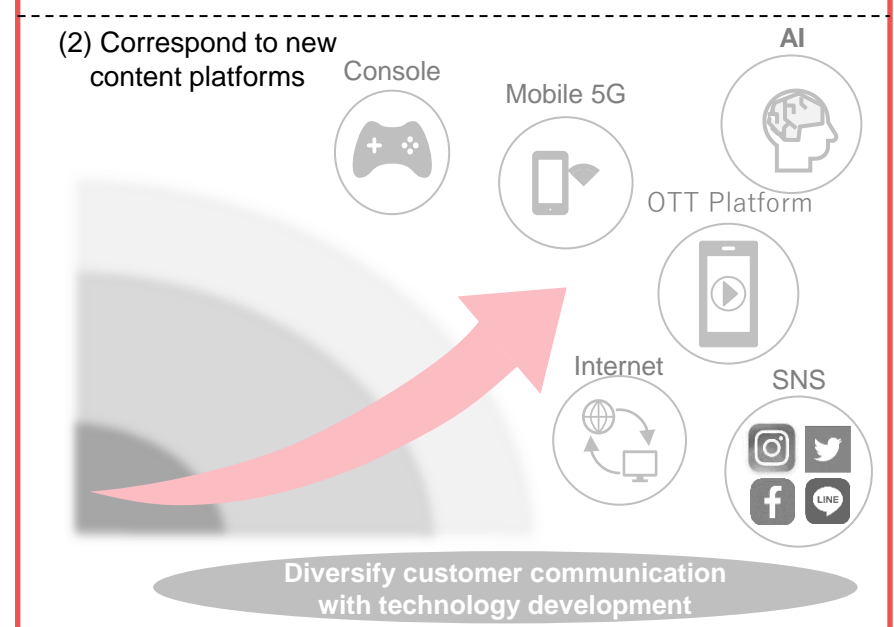 (2) Correspond to new
content platforms
Console
Mobile 5G
AI
OTT Platform
Internet
SNS
LINE
Diversify customer communication
with technology development